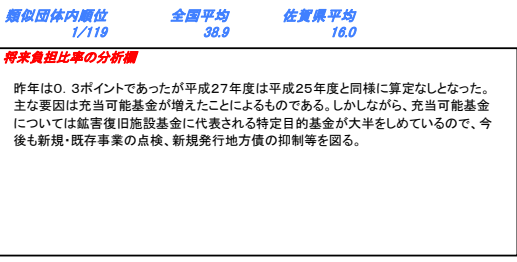 類似団体内順位 全国平均 佐賀県平均
1/119 38.9 16.0
将来負担比率の分析欄
昨年は0．3ポイントであったが平成27年度は平成25年度と同様に算定なしとなった。
主な要因は充当可能基金が増えたことによるものである。しかしながら、充当可能基金
については鉱害復旧施設基金に代表される特定目的基金が大半をしめているので、今
後も新規・既存事業の点検、新規発行地方債の抑制等を図る。